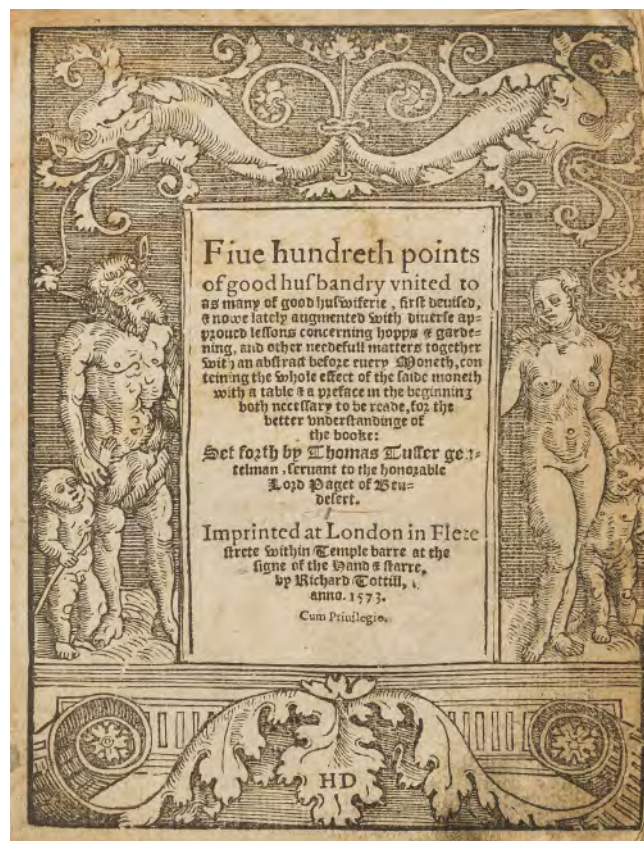 Fiue hundreth points
of good huſbandry vnited to
as many of good huſwiferie, firſt deuiſed,
& nowe lately augmented with diuerſe ap-
proued leſſons concerning hopps & garde-
ning, and other needefull matters together
with an abſtract before euery Moneth, con
teining the whole effect of the ſaide moneth
with a table & a preface in the beginning
both neceſſary to be reade, for the
better vnderſtandinge of
the booke:
Set forth by Thomas Tuſſer gen-
telman, ſeruant to the honorable
Lord Paget of Beu-
deſert.
Imprinted at London in Flete
ſtrete within Temple barre at the
ſigne of the Hand & ſtarre,
by Richard Tottill,
anno. 1573.
Cum Priuilegio.
HD